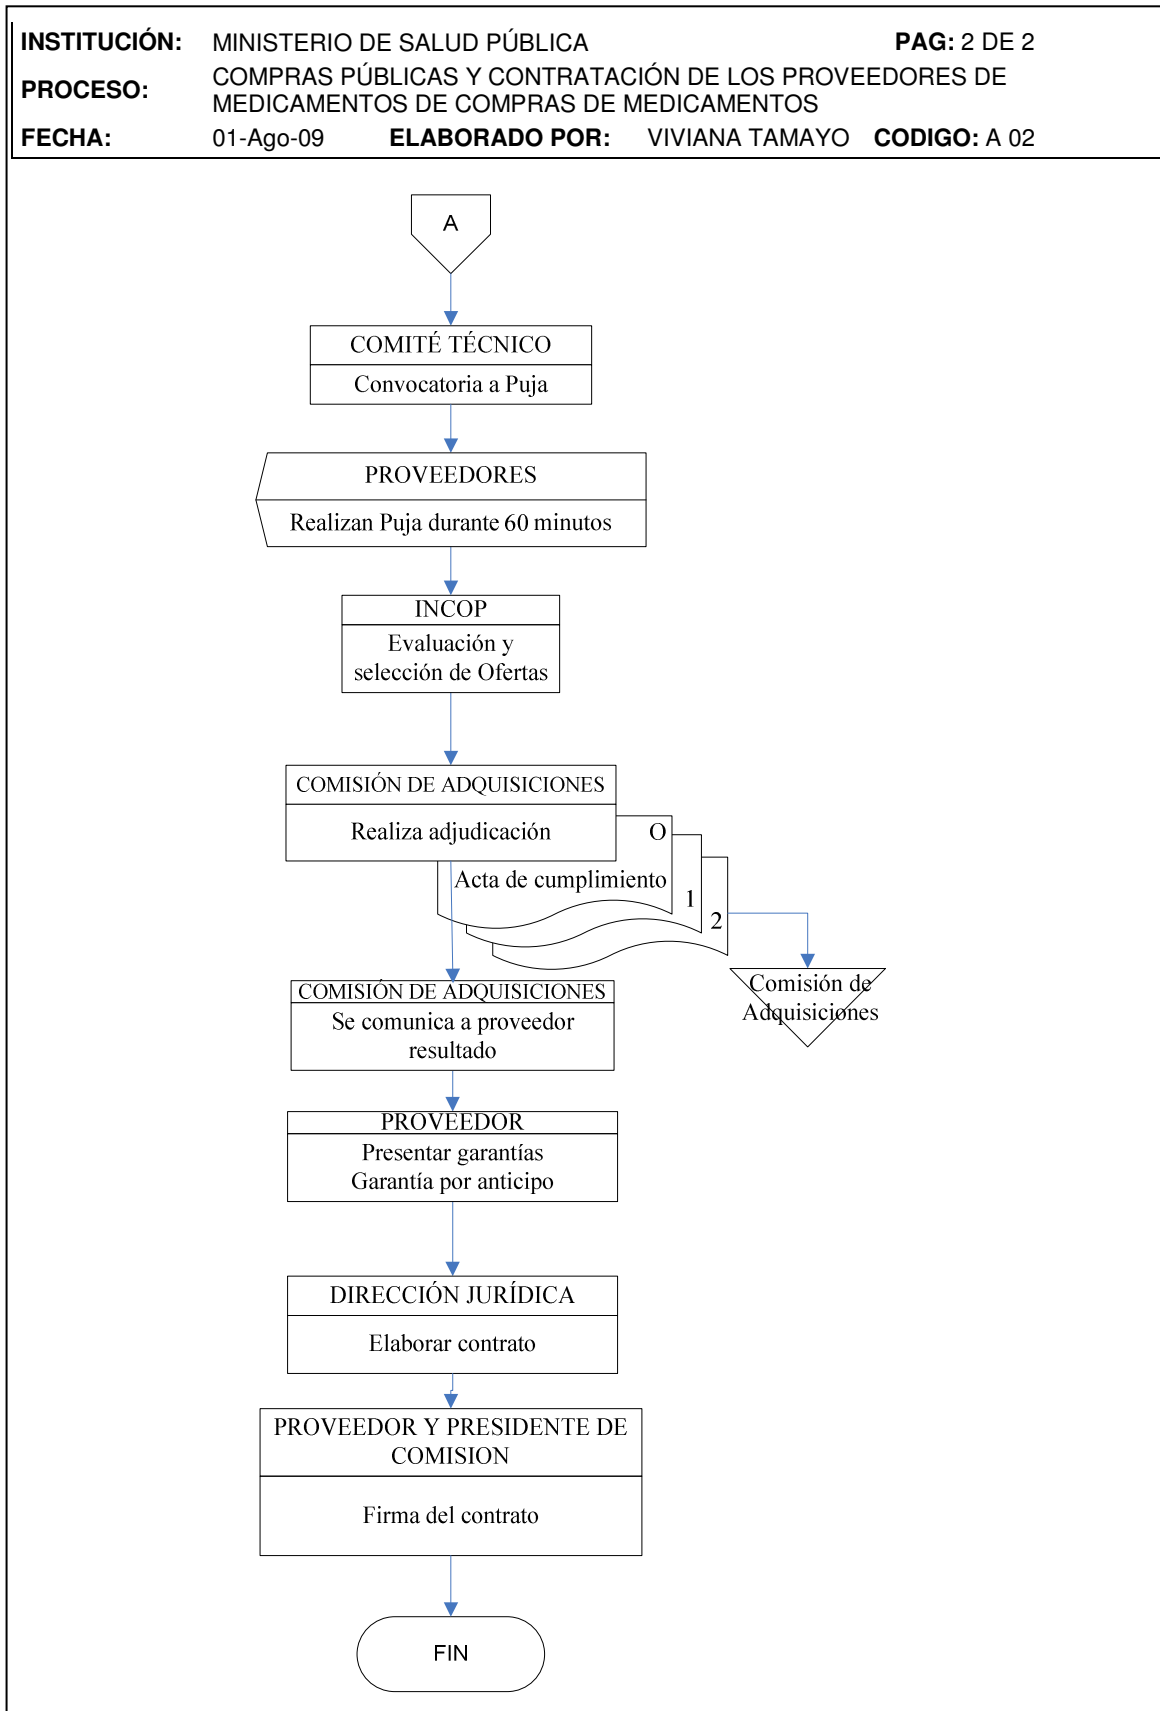 INSTITUCIÓN: MINISTERIO DE SALUD PÚBLICA PAG: 2 DE 2
PROCESO: COMPRAS PÚBLICAS Y CONTRATACIÓN DE LOS PROVEEDORES DE
MEDICAMENTOS DE COMPRAS DE MEDICAMENTOS
FECHA: 01-Ago-09 ELABORADO POR: VIVIANA TAMAYO CODIGO: A 02
A
COMITÉ TÉCNICO
Convocatoria a Puja
PROVEEDORES
Realizan Puja durante 60 minutos
INCOP
Evaluación y
selección de Ofertas
COMISIÓN DE ADQUISICIONES
Realiza adjudicación
O
Acta de cumplimiento
1
2
Comisión de
Adquisiciones
COMISIÓN DE ADQUISICIONES
Se comunica a proveedor
resultado
PROVEEDOR
Presentar garantías
Garantía por anticipo
DIRECCIÓN JURÍDICA
Elaborar contrato
PROVEEDOR Y PRESIDENTE DE
COMISION
Firma del contrato
FIN